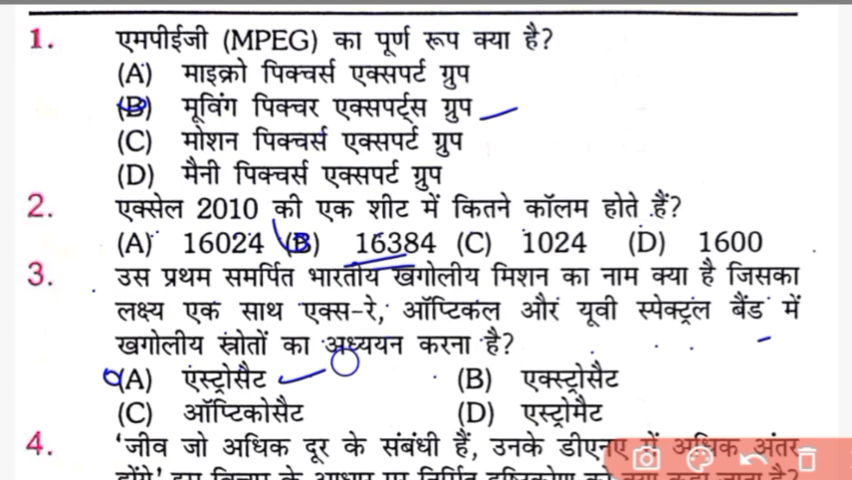 1. एमपीईजी (MPEG) का पूर्ण रूप क्या है?
(A) माइक्रो पिक्चर्स एक्सपर्ट ग्रुप
(B) मूविंग पिक्चर एक्सपर्ट्स ग्रुप
(C) मोशन पिक्चर्स एक्सपर्ट ग्रुप
(D) मैनी पिक्चर्स एक्सपर्ट ग्रुप
2. एक्सेल 2010 की एक शीट में कितने कॉलम होते हैं?
(A) 16024 (B) 16384 (C) 1024 (D) 1600
3. उस प्रथम समर्पित भारतीय खगोलीय मिशन का नाम क्या है जिसका
लक्ष्य एक साथ एक्स-रे, ऑप्टिकल और यूवी स्पेक्ट्रल बैंड में
खगोलीय स्रोतों का अध्ययन करना है?
(A) एस्ट्रोसैट (B) एक्स्ट्रोसैट
(C) ऑप्टिकोसैट (D) एस्ट्रोमैट
4. 'जीव जो अधिक दूर के संबंधी हैं, उनके डीएनए में अधिक अंतर